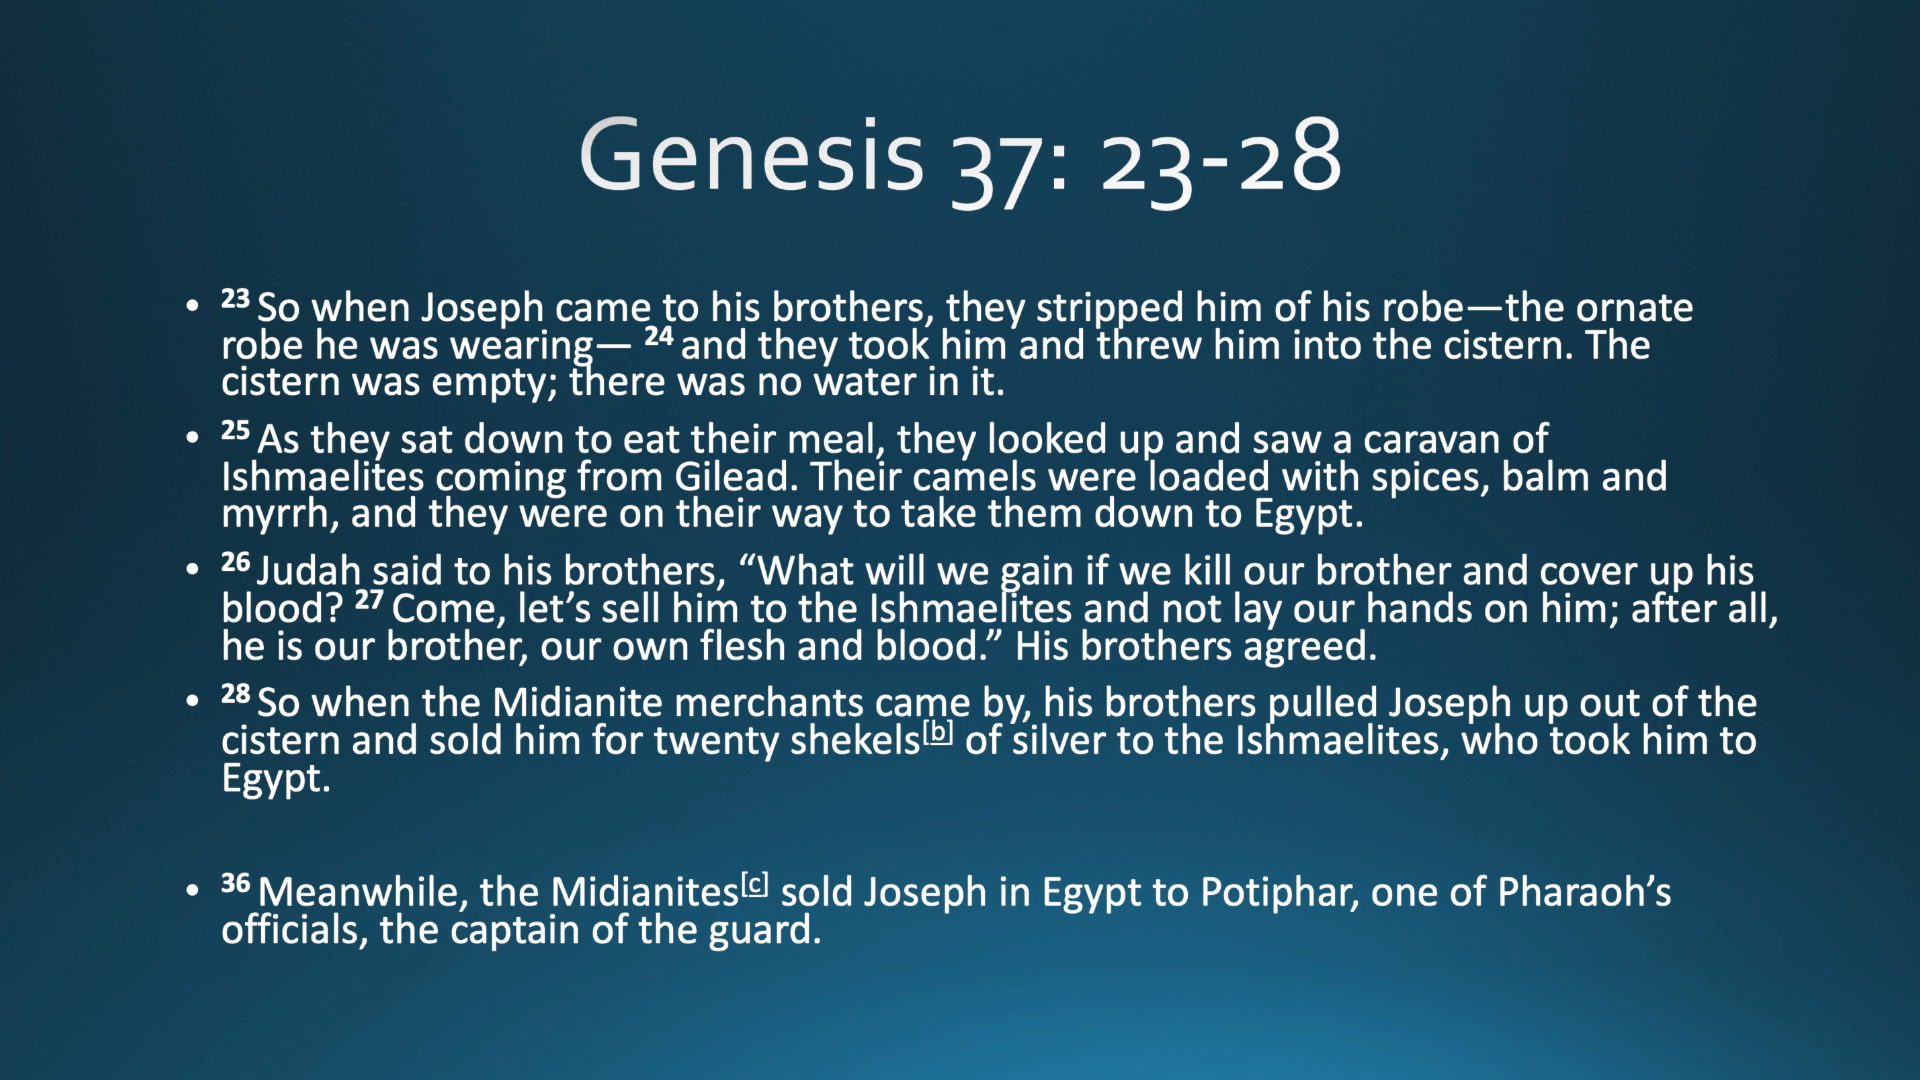 Genesis 37: 23-28
• 23 So when Joseph came to his brothers, they stripped him of his robe—the ornate
robe he was wearing— 24 and they took him and threw him into the cistern. The
cistern was empty; there was no water in it.
• 25 As they sat down to eat their meal, they looked up and saw a caravan of
Ishmaelites coming from Gilead. Their camels were loaded with spices, balm and
myrrh, and they were on their way to take them down to Egypt.
• 26 Judah said to his brothers, “What will we gain if we kill our brother and cover up his
blood? 27 Come, let’s sell him to the Ishmaelites and not lay our hands on him; after all,
he is our brother, our own flesh and blood.” His brothers agreed.
• 28 So when the Midianite merchants came by, his brothers pulled Joseph up out of the
cistern and sold him for twenty shekels[b] of silver to the Ishmaelites, who took him to
Egypt.
• 36 Meanwhile, the Midianites[c] sold Joseph in Egypt to Potiphar, one of Pharaoh’s
officials, the captain of the guard.